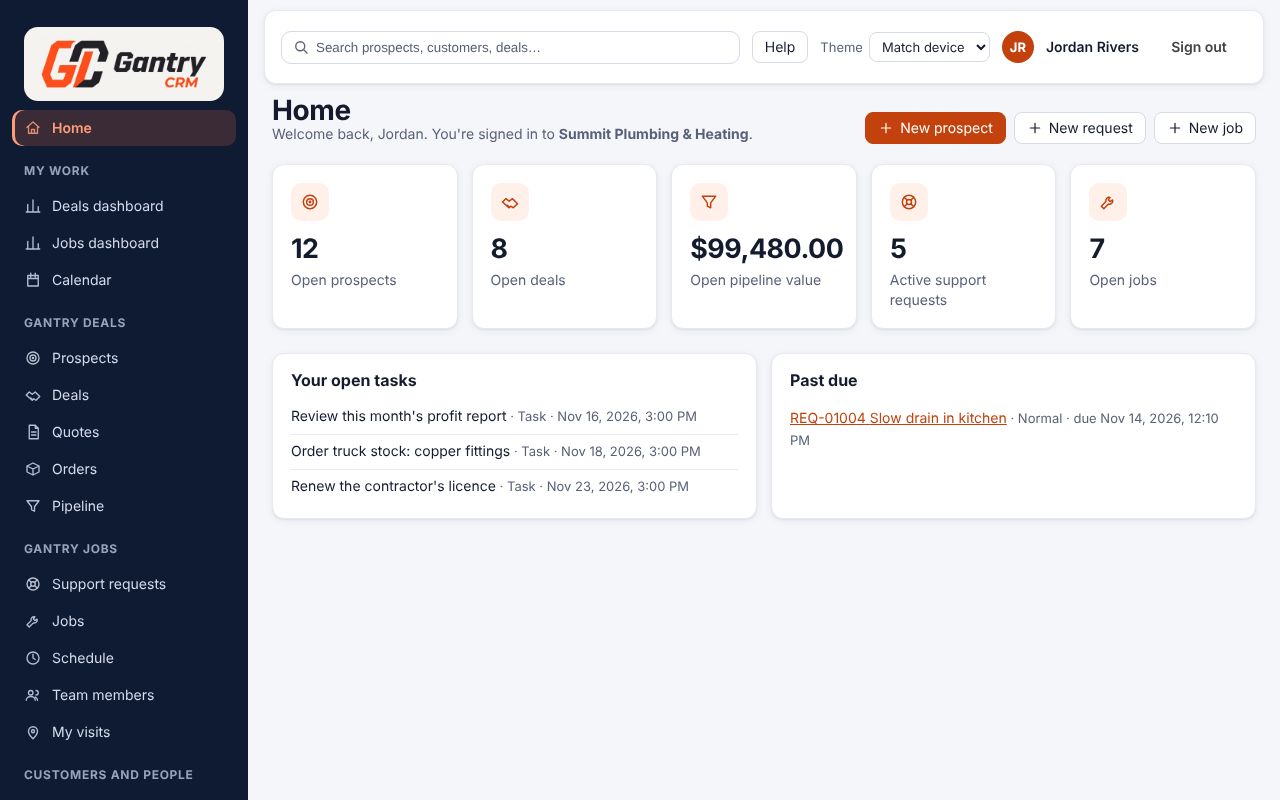 Gantry
CRM
Home
MY WORK
Deals dashboard
Jobs dashboard
Calendar
GANTRY DEALS
Prospects
Deals
Quotes
Orders
Pipeline
GANTRY JOBS
Support requests
Jobs
Schedule
Team members
My visits
CUSTOMERS AND PEOPLE
Search prospects, customers, deals…
Help
Theme
Match device
JR
Jordan Rivers
Sign out
Home
Welcome back, Jordan. You're signed in to Summit Plumbing & Heating.
New prospect
New request
New job
12
Open prospects
8
Open deals
$99,480.00
Open pipeline value
5
Active support
requests
7
Open jobs
Your open tasks
Review this month's profit report · Task · Nov 16, 2026, 3:00 PM
Order truck stock: copper fittings · Task · Nov 18, 2026, 3:00 PM
Renew the contractor's licence · Task · Nov 23, 2026, 3:00 PM
Past due
REQ-01004 Slow drain in kitchen · Normal · due Nov 14, 2026, 12:10
PM